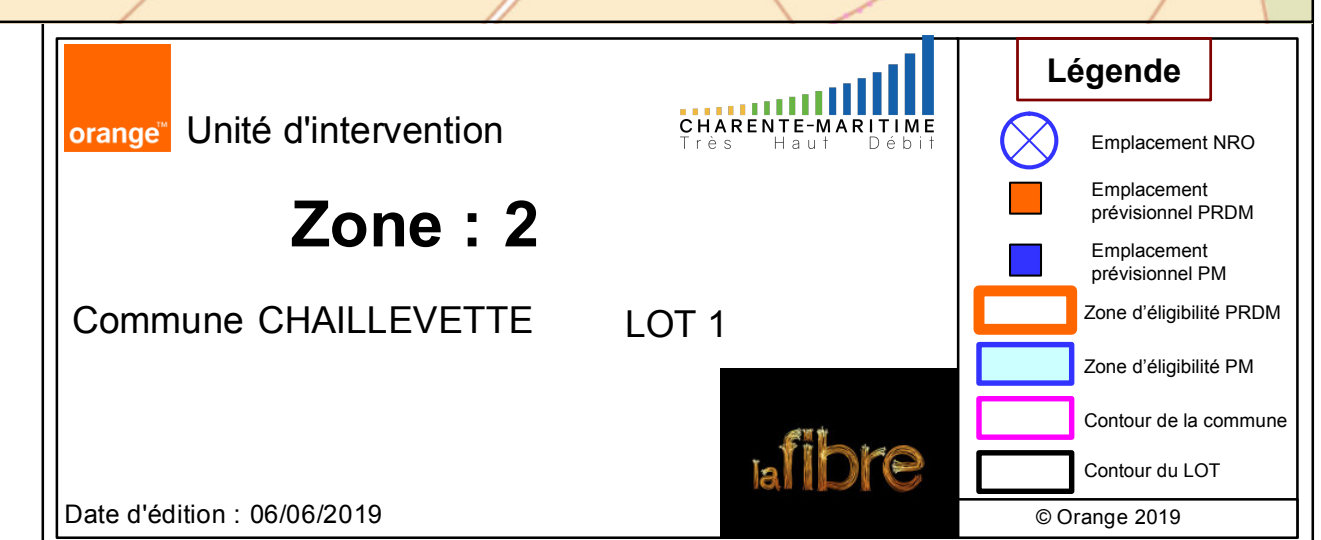 orange™ Unité d'intervention
CHARENTE-MARITIME
Très Haut Débit
Zone : 2
Commune CHAILLEVETTE LOT 1
la fibre
Date d'édition : 06/06/2019
Légende
Emplacement NRO
Emplacement
prévisionnel PRDM
Emplacement
prévisionnel PM
Zone d’éligibilité PRDM
Zone d’éligibilité PM
Contour de la commune
Contour du LOT
© Orange 2019